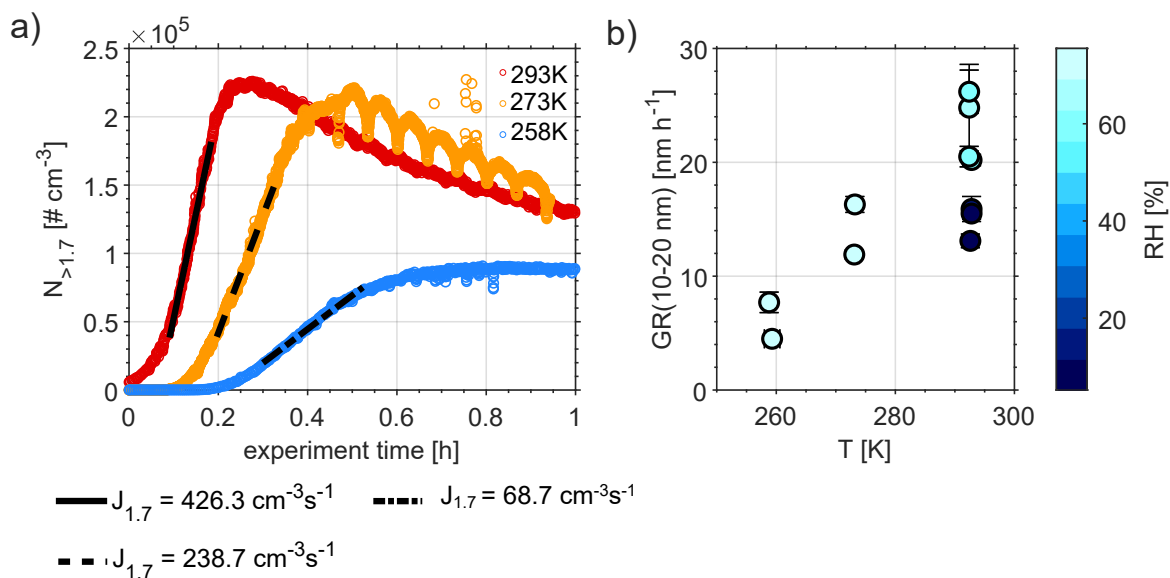 a)
×10⁵
2.5
2
1.5
1
0.5
0
N>1.7 [# cm-3]
293K
273K
258K
0 0.2 0.4 0.6 0.8 1
experiment time [h]
J1.7 = 426.3 cm-3s-1
J1.7 = 68.7 cm-3s-1
J1.7 = 238.7 cm-3s-1
b)
30
20
10
0
GR(10-20 nm) [nm h-1]
260 280 300
T [K]
60
40
20
RH [%]